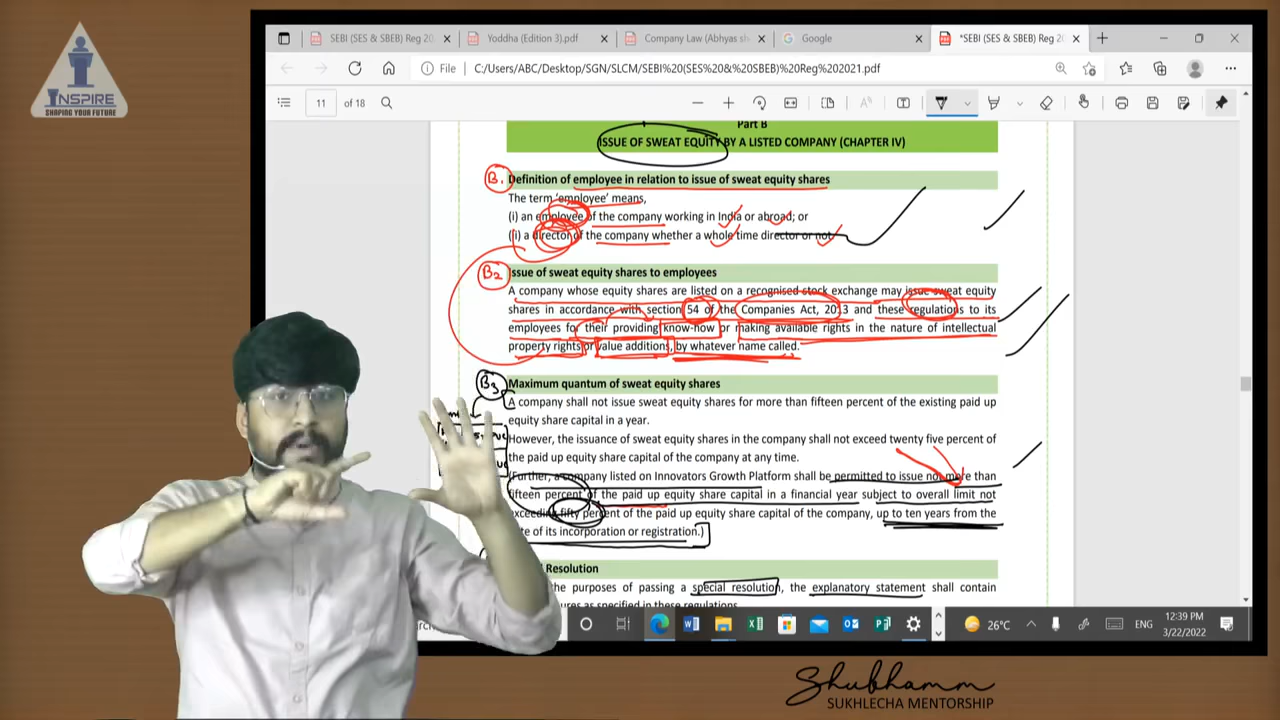 INSPIRE
SHAPING YOUR FUTURE
SEBI (SES & SBEB) Reg 20
Yoddha (Edition 3).pdf
Company Law (Abhyas sh
Google
*SEBI (SES & SBEB) Reg 2
File
C:/Users/ABC/Desktop/SGN/SLCM/SEBI%20(SES%20&%20SBEB)%20Reg%202021.pdf
11 of 18
Part B
ISSUE OF SWEAT EQUITY BY A LISTED COMPANY (CHAPTER IV)
B. Definition of employee in relation to issue of sweat equity shares
The term 'employee' means,
(i) an employee of the company working in India or abroad; or
(ii) a director of the company whether a whole time director or not.
B2 Issue of sweat equity shares to employees
A company whose equity shares are listed on a recognised stock exchange may issue sweat equity
shares in accordance with section 54 of the Companies Act, 2013 and these regulations to its
employees for their providing know-how or making available rights in the nature of intellectual
property rights or value additions, by whatever name called.
B3 Maximum quantum of sweat equity shares
A company shall not issue sweat equity shares for more than fifteen percent of the existing paid up
equity share capital in a year.
However, the issuance of sweat equity shares in the company shall not exceed twenty five percent of
the paid up equity share capital of the company at any time.
(Further, a company listed on Innovators Growth Platform shall be permitted to issue not more than
fifteen percent of the paid up equity share capital in a financial year subject to overall limit not
exceeding fifty percent of the paid up equity share capital of the company, up to ten years from the
te of its incorporation or registration.)
Resolution
the purposes of passing a special resolution, the explanatory statement shall contain
ures as specified in these regulations.
26°C
ENG
12:39 PM
3/22/2022
Shubhamm
SUKHLECHA MENTORSHIP